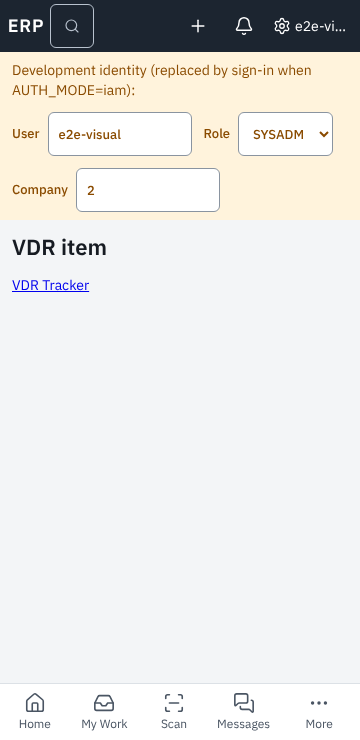 ERP
e2e-vi...
Development identity (replaced by sign-in when
AUTH_MODE=iam):
User e2e-visual Role SYSADM
Company 2
VDR item
VDR Tracker
Home My Work Scan Messages More